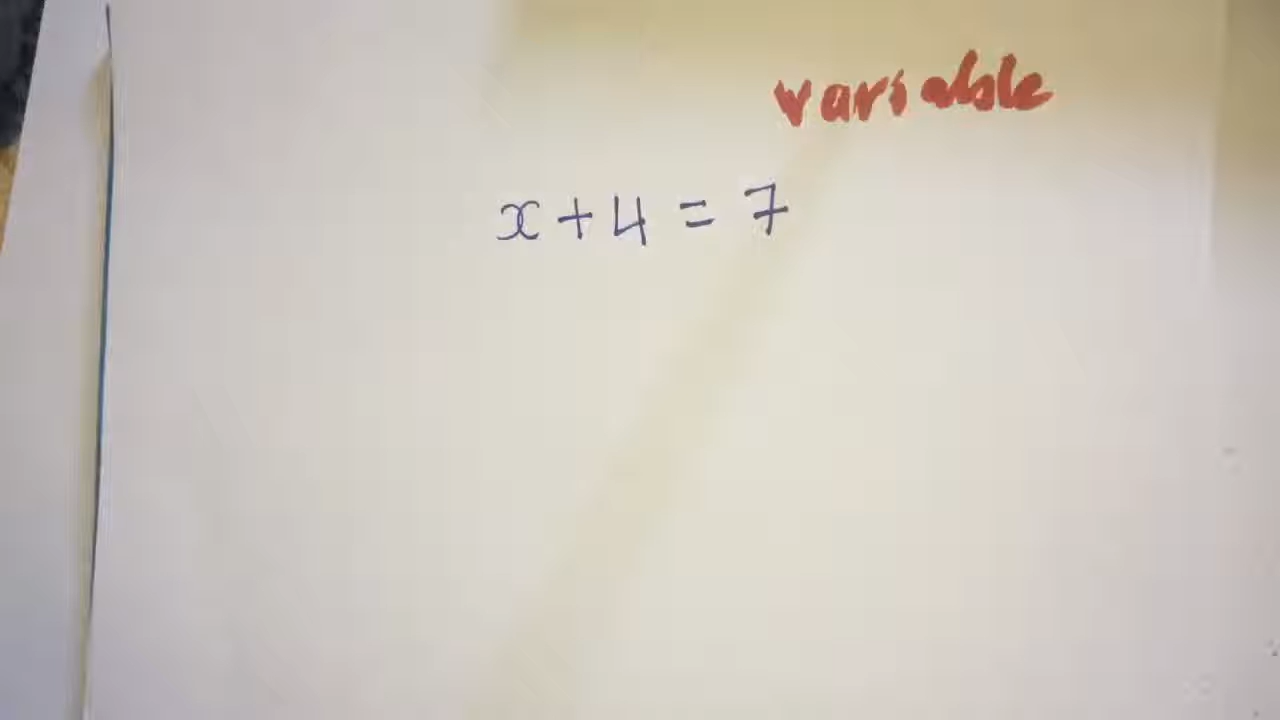 variable
x + 4 = 7